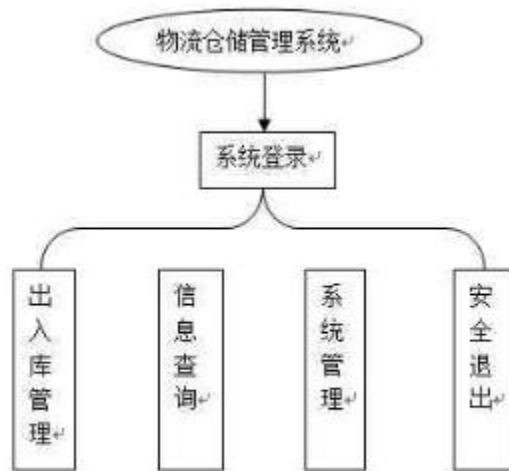 物流仓储管理系统
系统登录
出入库管理
信息查询
系统管理
安全退出